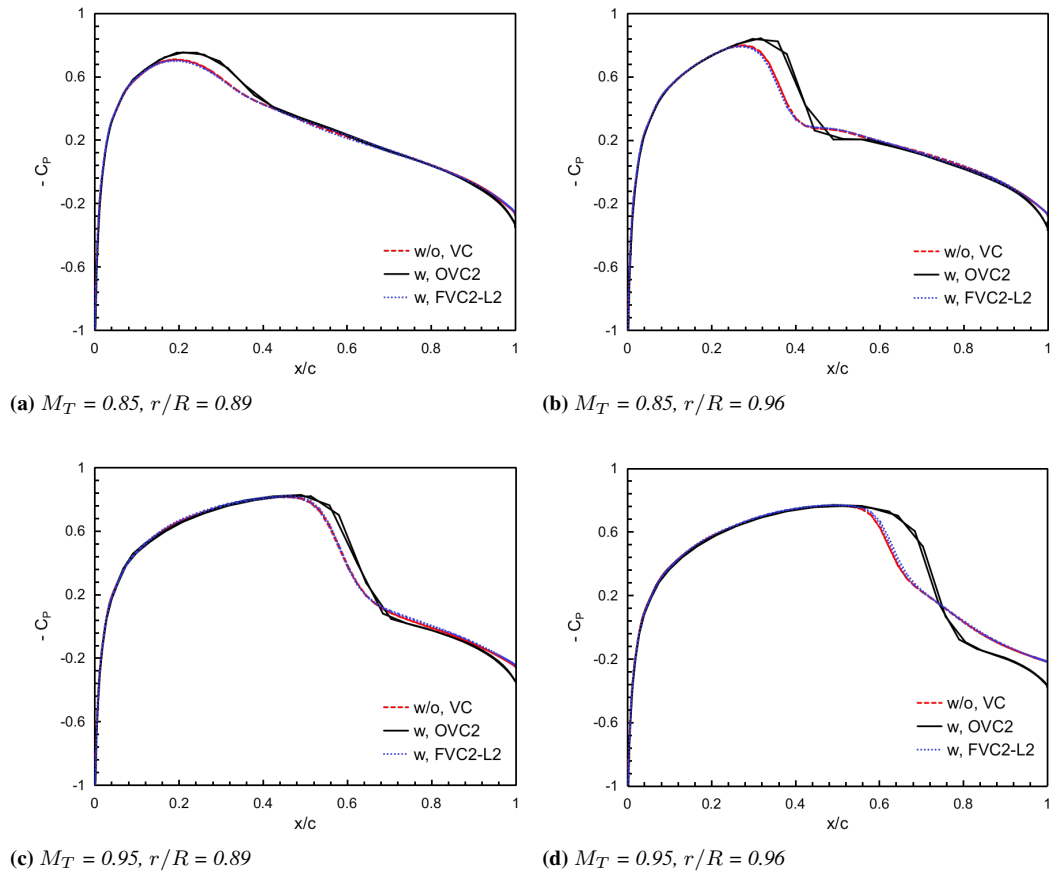 1
0.6
0.2
-0.2
-0.6
-1
- C_P
w/o, VC
w, OVC2
w, FVC2-L2
0 0.2 0.4 0.6 0.8 1
x/c
(a) M_T = 0.85, r/R = 0.89
1
0.6
0.2
-0.2
-0.6
-1
- C_P
w/o, VC
w, OVC2
w, FVC2-L2
0 0.2 0.4 0.6 0.8 1
x/c
(b) M_T = 0.85, r/R = 0.96
1
0.6
0.2
-0.2
-0.6
-1
- C_P
w/o, VC
w, OVC2
w, FVC2-L2
0 0.2 0.4 0.6 0.8 1
x/c
(c) M_T = 0.95, r/R = 0.89
1
0.6
0.2
-0.2
-0.6
-1
- C_P
w/o, VC
w, OVC2
w, FVC2-L2
0 0.2 0.4 0.6 0.8 1
x/c
(d) M_T = 0.95, r/R = 0.96